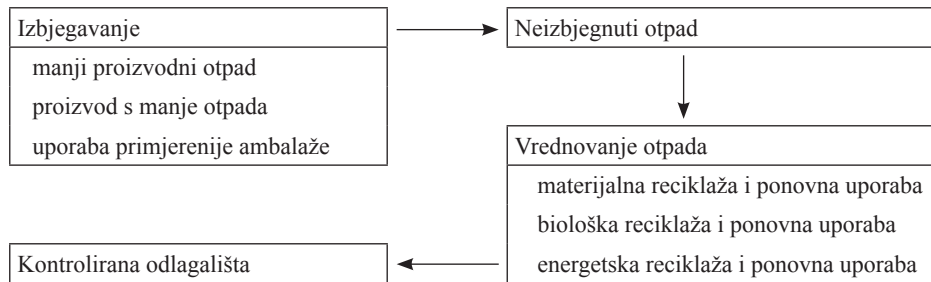 Izbjegavanje
manji proizvodni otpad
proizvod s manje otpada
uporaba primjerenije ambalaže
Neizbjegnuti otpad
Vrednovanje otpada
materijalna reciklaža i ponovna uporaba
biološka reciklaža i ponovna uporaba
energetska reciklaža i ponovna uporaba
Kontrolirana odlagališta